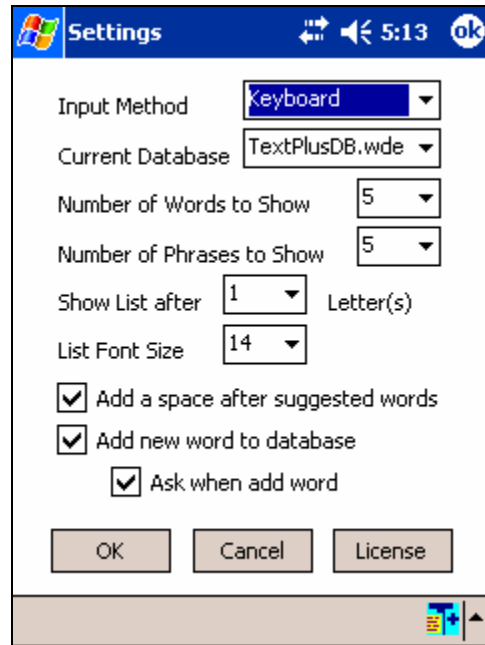 Settings 5:13 ok
Input Method Keyboard
Current Database TextPlusDB.wde
Number of Words to Show 5
Number of Phrases to Show 5
Show List after 1 Letter(s)
List Font Size 14
Add a space after suggested words
Add new word to database
Ask when add word
OK Cancel License